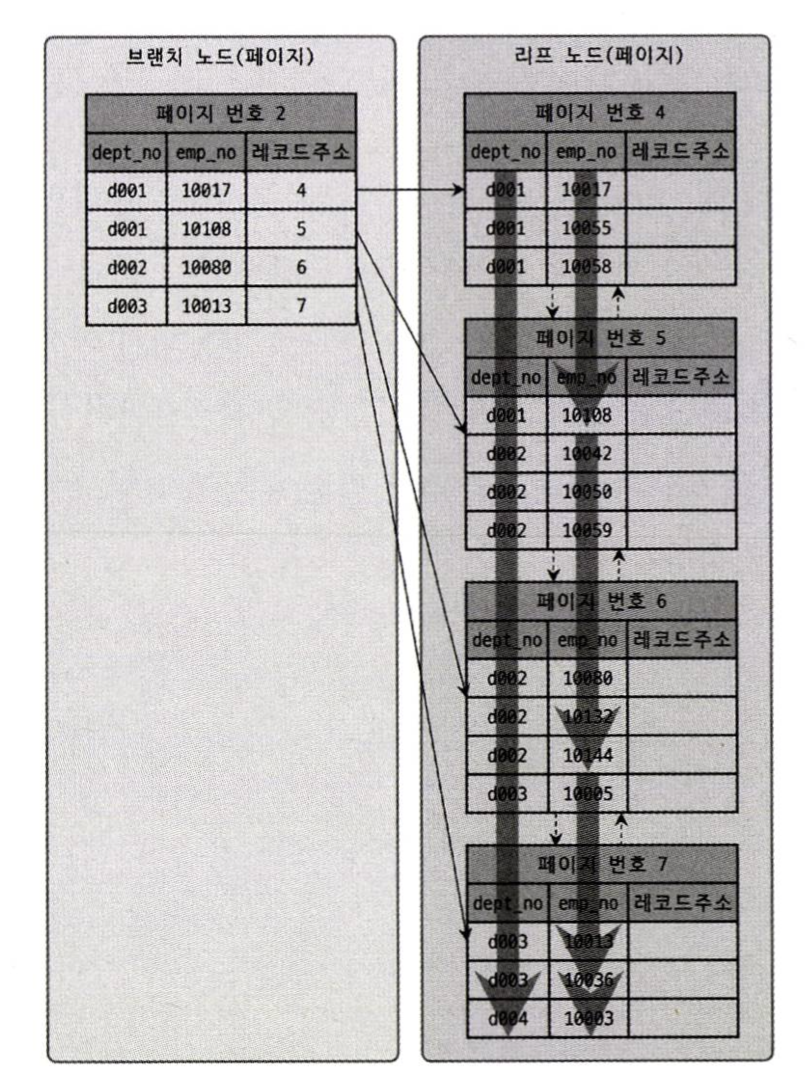 브랜치 노드(페이지)
페이지 번호 2
dept_no emp_no 레코드주소
d001 10017 4
d001 10108 5
d002 10080 6
d003 10013 7
리프 노드(페이지)
페이지 번호 4
dept_no emp_no 레코드주소
d001 10017
d001 10055
d001 10058
페이지 번호 5
dept_no emp_no 레코드주소
d001 10108
d002 10042
d002 10050
d002 10059
페이지 번호 6
dept_no emp_no 레코드주소
d002 10080
d002 10132
d002 10144
d003 10005
페이지 번호 7
dept_no emp_no 레코드주소
d003 10013
d003 10036
d004 10003